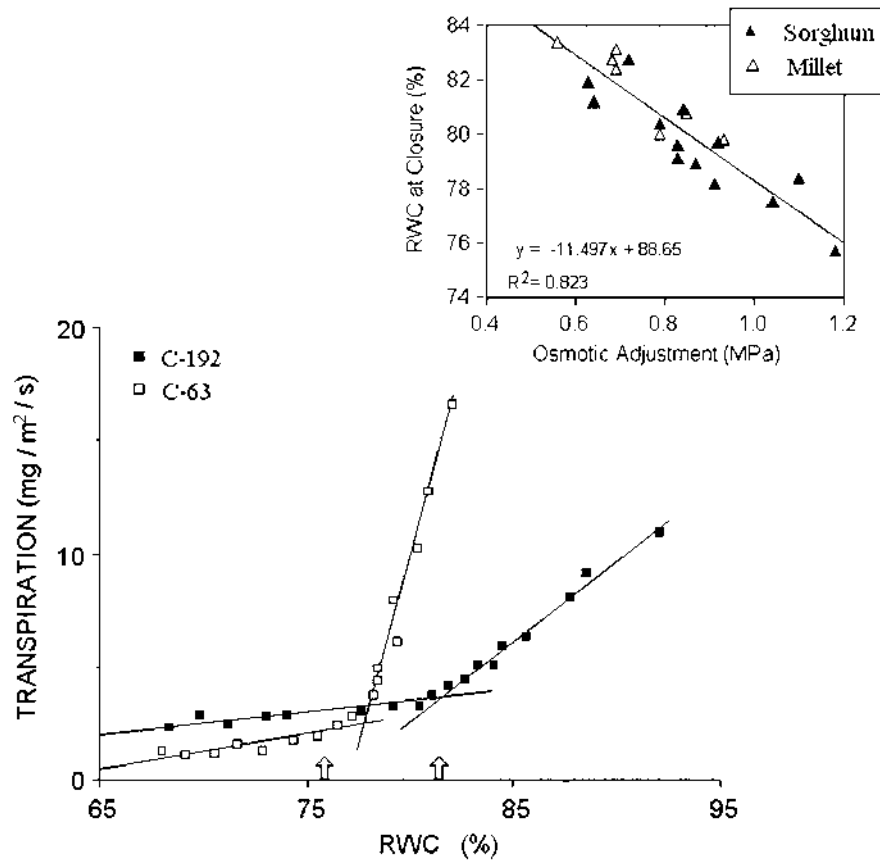 84
82
80
78
76
74
RWC at Closure (%)
Sorghum
Millet
y = -11.497x + 88.65
R²= 0.823
0.4 0.6 0.8 1.0 1.2
Osmotic Adjustment (MPa)
20
10
0
TRANSPIRATION (mg / m² / s)
C-192
C-63
65 75 85 95
RWC (%)